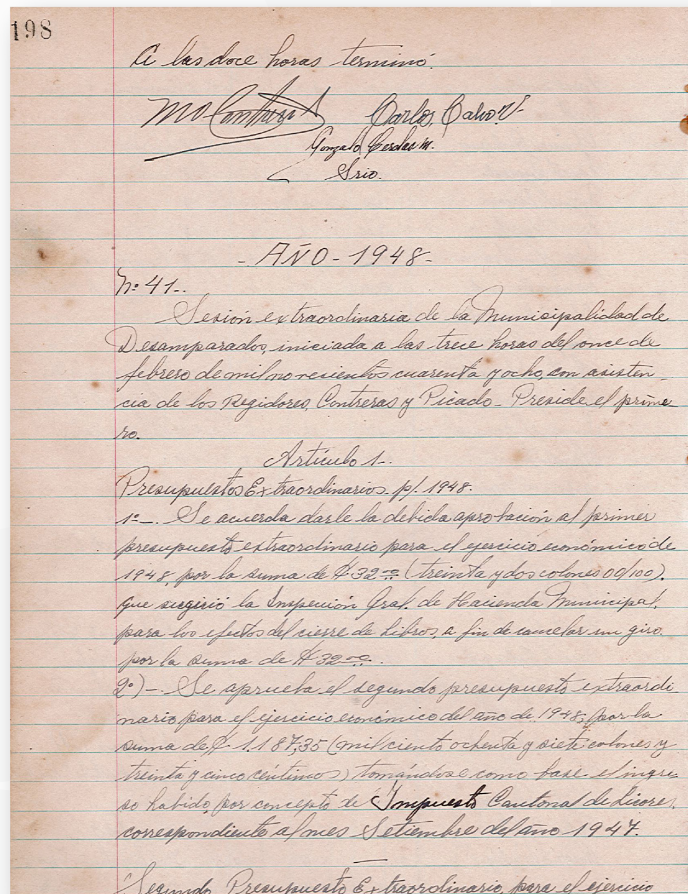 198
A las doce horas terminó.
Carlos Calvo V.
Gonzalo
Srio.
- AÑO - 1948 -
Nº 41..
Sesión extraordinaria de la Municipalidad de
Desamparados, iniciada a las trece horas del once de
febrero de mil novecientos cuarenta y ocho, con asisten-
cia de los Regidores, Contreras y Picado - Preside el prime-
ro.
Artículo 1.-
Presupuestos Extraordinarios. p/. 1948.
1º-. Se acuerda darle la debida aprobación al primer
presupuesto extraordinario para el ejercicio económico de
1948, por la suma de ₡ 32.00 (treinta y dos colones 00/100).
que sugirió la Inspección Gral. de Hacienda Municipal,
para los efectos del cierre de Libros, a fin de cancelar un giro
por la suma de ₡ 32.00.
2º)- Se aprueba el segundo presupuesto extraordi-
nario para el ejercicio económico del año de 1948, por la
suma de ₡ 1.187,35 (mil ciento ochenta y siete colones y
treinta y cinco céntimos) tomándose como base el ingre-
so habido, por concepto de Impuesto Cantonal de Licores,
correspondiente al mes Setiembre del año 1947.
Segundo Presupuesto Extraordinario, para el ejercicio